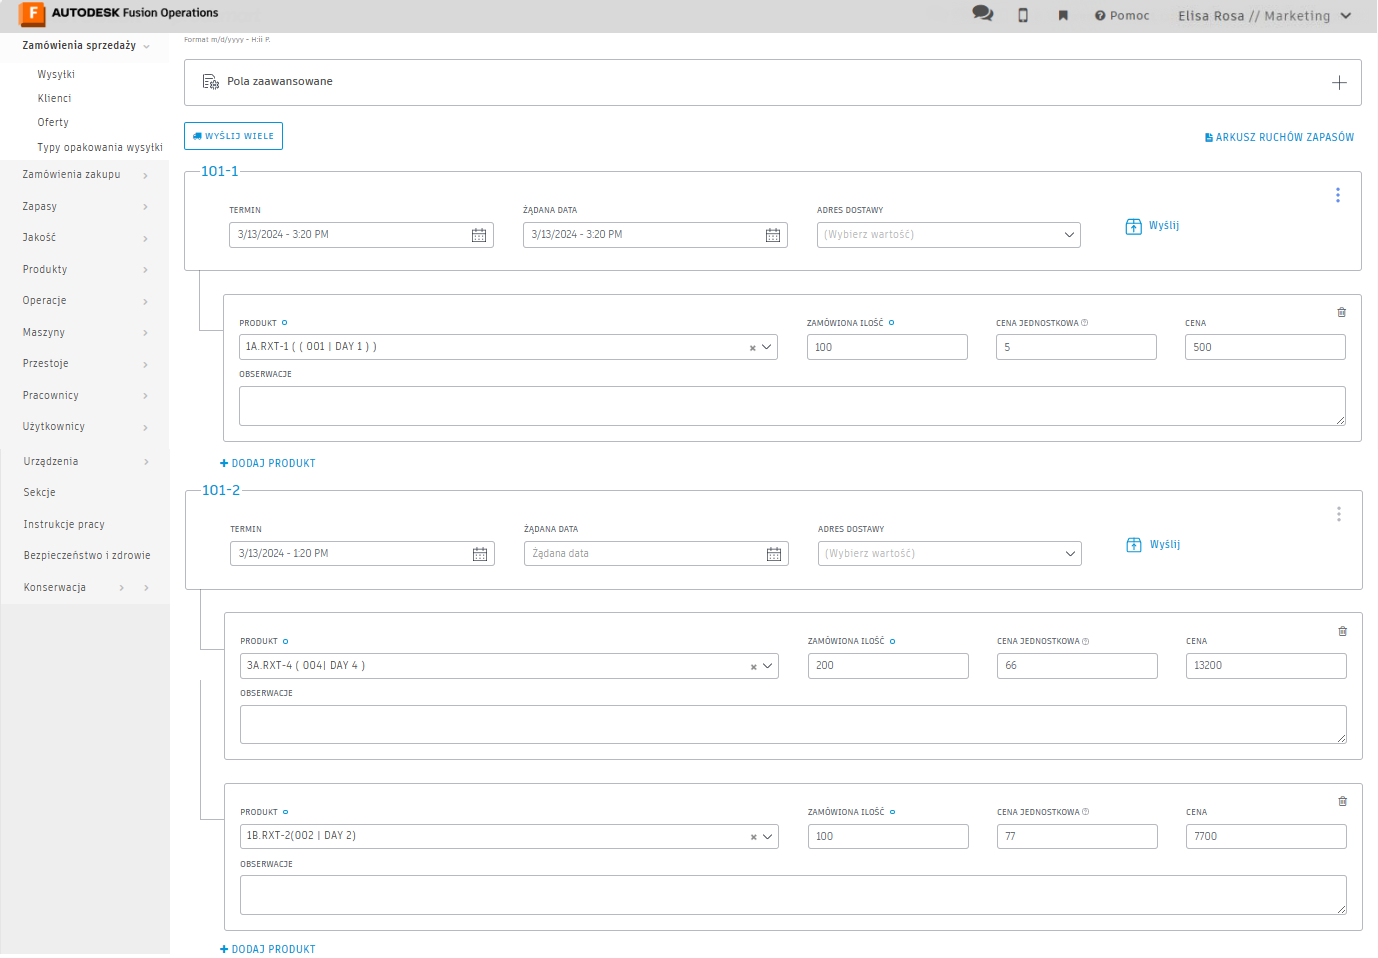 AUTODESK Fusion Operations
Pomoc
Elisa Rosa // Marketing
Zamówienia sprzedaży
Wysyłki
Klienci
Oferty
Typy opakowania wysyłki
Zamówienia zakupu
Zapasy
Jakość
Produkty
Operacje
Maszyny
Przestoje
Pracownicy
Użytkownicy
Urządzenia
Sekcje
Instrukcje pracy
Bezpieczeństwo i zdrowie
Konserwacja
Format m/d/yyyy - H:ii P.
Pola zaawansowane
WYŚLIJ WIELE
ARKUSZ RUCHÓW ZAPASÓW
101-1
TERMIN
ŻĄDANA DATA
ADRES DOSTAWY
3/13/2024 - 3:20 PM
3/13/2024 - 3:20 PM
(Wybierz wartość)
Wyślij
PRODUKT
ZAMÓWIONA ILOŚĆ
CENA JEDNOSTKOWA
CENA
1A.RXT-1 ( ( 001 | DAY 1 ) )
100
5
500
OBSERWACJE
DODAJ PRODUKT
101-2
TERMIN
ŻĄDANA DATA
ADRES DOSTAWY
3/13/2024 - 1:20 PM
Żądana data
(Wybierz wartość)
Wyślij
PRODUKT
ZAMÓWIONA ILOŚĆ
CENA JEDNOSTKOWA
CENA
3A.RXT-4 ( 004| DAY 4 )
200
66
13200
OBSERWACJE
PRODUKT
ZAMÓWIONA ILOŚĆ
CENA JEDNOSTKOWA
CENA
1B.RXT-2(002 | DAY 2)
100
77
7700
OBSERWACJE
DODAJ PRODUKT